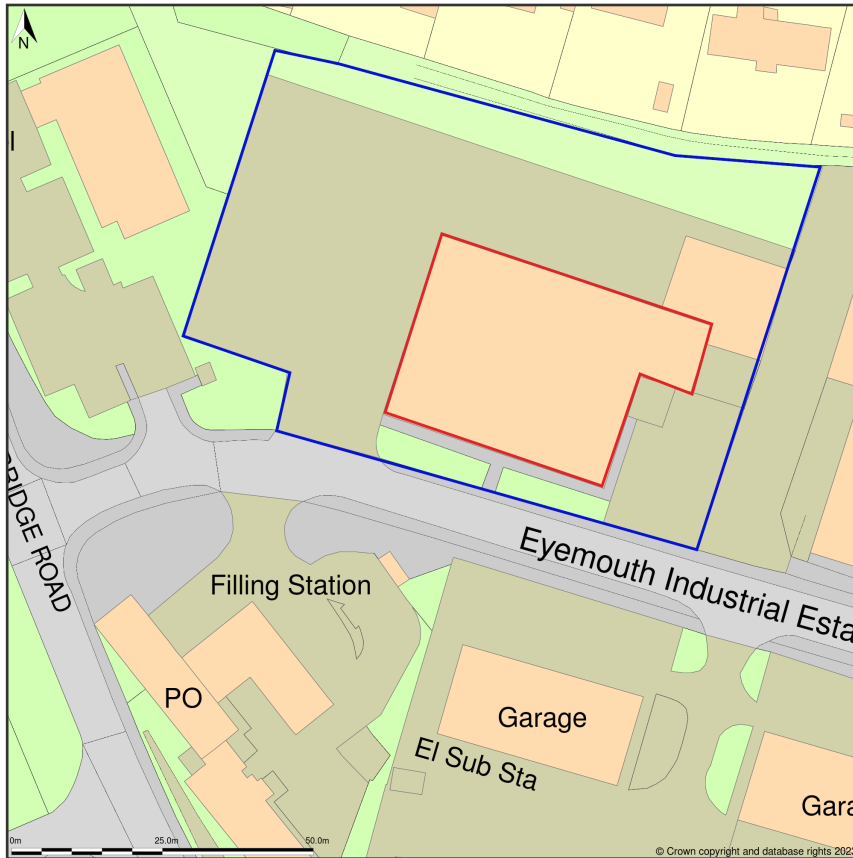 N
l
RIDGE ROAD
Eyemouth Industrial Esta
Filling Station
PO
Garage
El Sub Sta
Gara
0m 25.0m 50.0m
© Crown copyright and database rights 2023